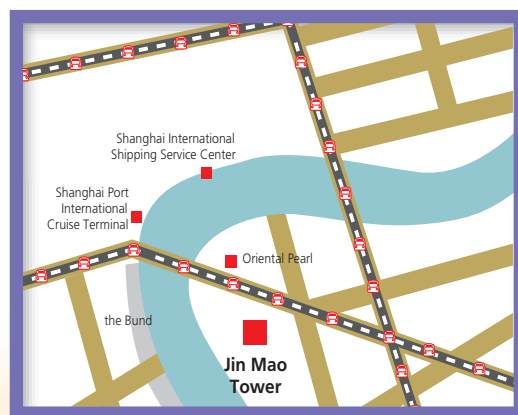 Shanghai International
Shipping Service Center
Shanghai Port
International
Cruise Terminal
Oriental Pearl
the Bund
Jin Mao
Tower